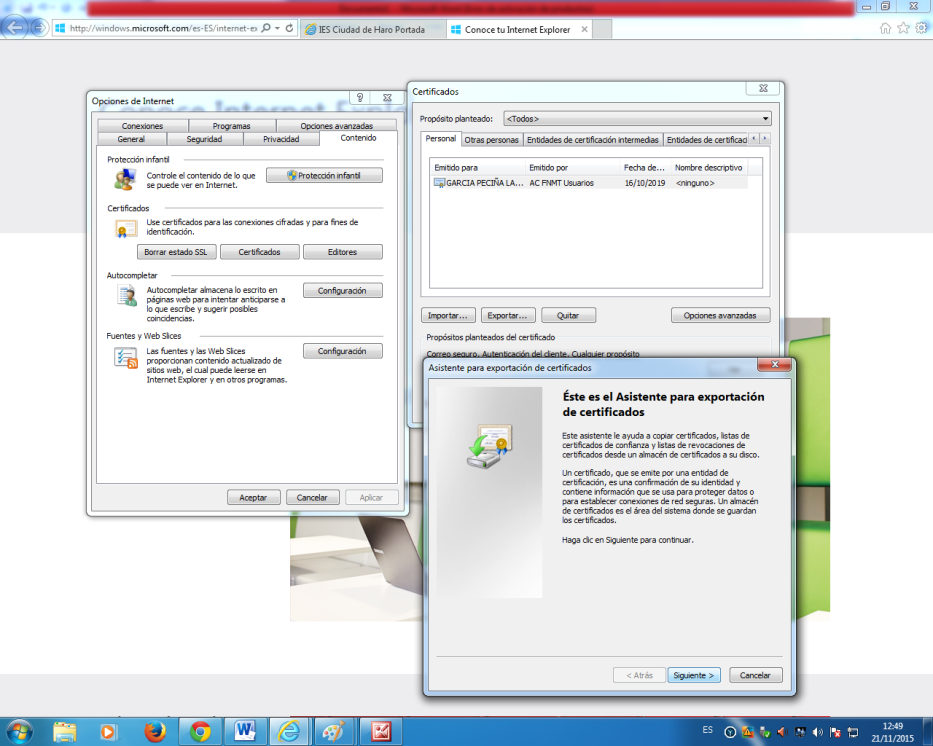 http://windows.microsoft.com/es-ES/internet-ex
IES Ciudad de Haro Portada
Conoce tu Internet Explorer
Opciones de Internet
Conexiones
Programas
Opciones avanzadas
General
Seguridad
Privacidad
Contenido
Protección infantil
Controle el contenido de lo que
se puede ver en Internet.
Protección infantil
Certificados
Use certificados para las conexiones cifradas y para fines de
identificación.
Borrar estado SSL
Certificados
Editores
Autocompletar
Autocompletar almacena lo escrito en
páginas web para intentar anticiparse a
lo que escribe y sugerir posibles
coincidencias.
Configuración
Fuentes y Web Slices
Las fuentes y las Web Slices
proporcionan contenido actualizado de
sitios web, el cual puede leerse en
Internet Explorer y en otros programas.
Configuración
Aceptar
Cancelar
Aplicar
Certificados
Propósito planteado:
<Todos>
Personal
Otras personas
Entidades de certificación intermedias
Entidades de certificad
Emitido para
Emitido por
Fecha de...
Nombre descriptivo
GARCIA PECIÑA LA...
AC FNMT Usuarios
16/10/2019
<ninguno>
Importar...
Exportar...
Quitar
Opciones avanzadas
Propósitos planteados del certificado
Correo seguro, Autenticación del cliente, Cualquier propósito
Asistente para exportación de certificados
Éste es el Asistente para exportación
de certificados
Este asistente le ayuda a copiar certificados, listas de
certificados de confianza y listas de revocaciones de
certificados desde un almacén de certificados a su disco.
Un certificado, que se emite por una entidad de
certificación, es una confirmación de su identidad y
contiene información que se usa para proteger datos o
para establecer conexiones de red seguras. Un almacén
de certificados es el área del sistema donde se guardan
los certificados.
Haga clic en Siguiente para continuar.
< Atrás
Siguiente >
Cancelar
ES
12:49
21/11/2015